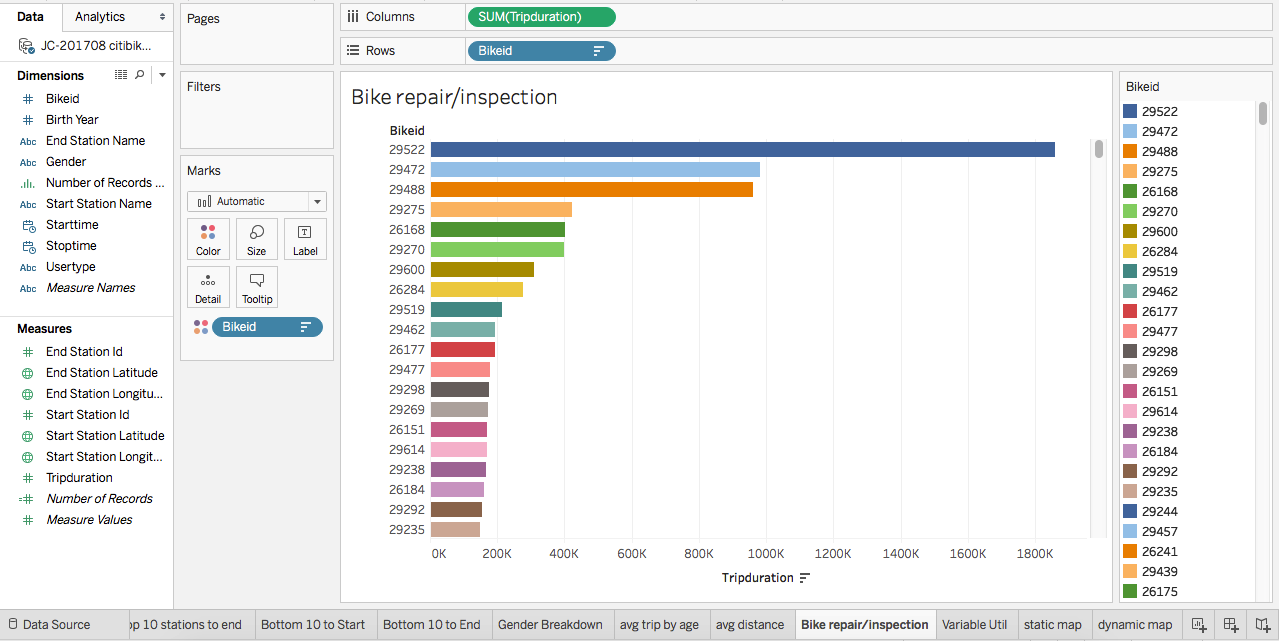 Data
Analytics
JC-201708 citibik...
Dimensions
Bikeid
Birth Year
Abc End Station Name
Abc Gender
Number of Records ...
Abc Start Station Name
Starttime
Stoptime
Abc Usertype
Abc Measure Names
Measures
End Station Id
End Station Latitude
End Station Longitu...
Start Station Id
Start Station Latitude
Start Station Longit...
Tripduration
Number of Records
Measure Values
Pages
Filters
Marks
Automatic
Color
Size
Label
Detail
Tooltip
Bikeid
Columns
SUM(Tripduration)
Rows
Bikeid
Bike repair/inspection
Bikeid
29522
29472
29488
29275
26168
29270
29600
26284
29519
29462
26177
29477
29298
29269
26151
29614
29238
26184
29292
29235
0K 200K 400K 600K 800K 1000K 1200K 1400K 1600K 1800K
Tripduration
Bikeid
29522
29472
29488
29275
26168
29270
29600
26284
29519
29462
26177
29477
29298
29269
26151
29614
29238
26184
29292
29235
29244
29457
26241
29439
26175
Data Source
op 10 stations to end
Bottom 10 to Start
Bottom 10 to End
Gender Breakdown
avg trip by age
avg distance
Bike repair/inspection
Variable Util
static map
dynamic map